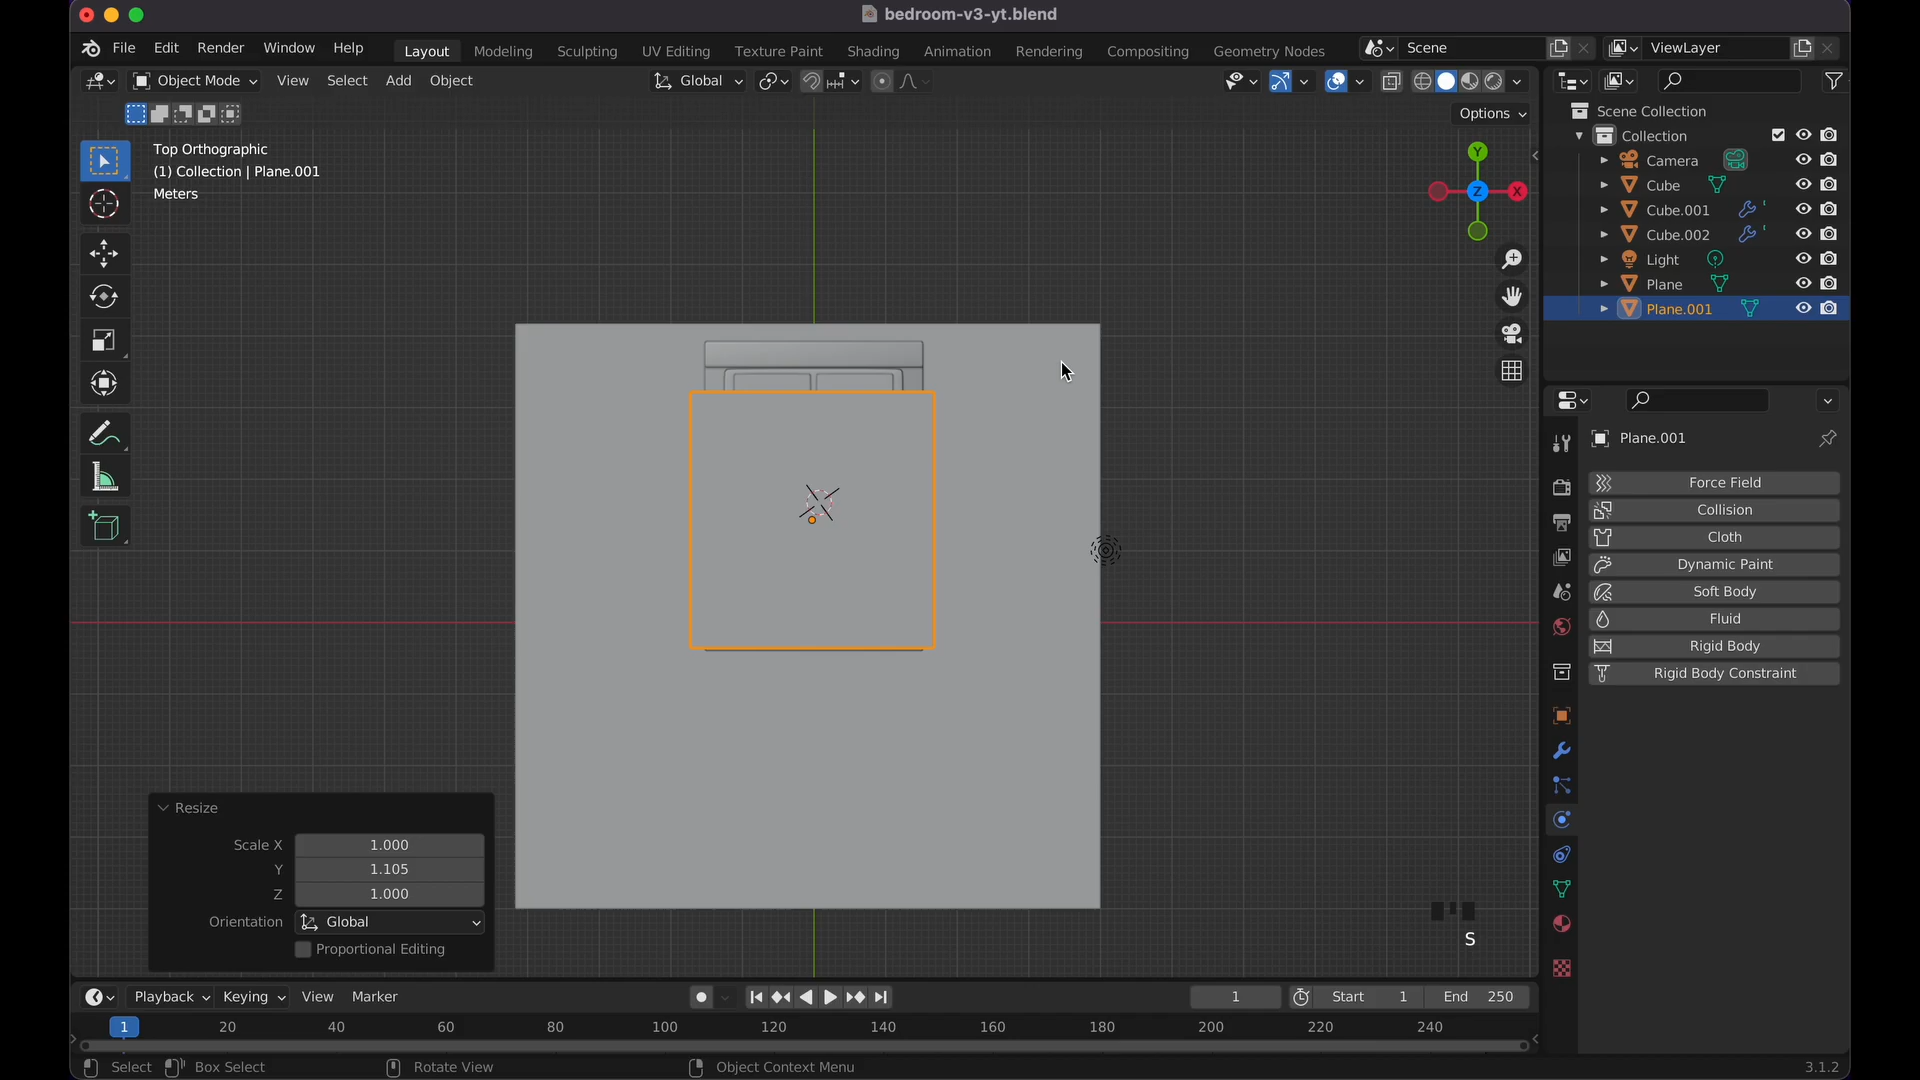 bedroom-v3-yt.blend
File Edit Render Window Help Layout Modeling Sculpting UV Editing Texture Paint Shading Animation Rendering Compositing Geometry Nodes Scene ViewLayer
Object Mode View Select Add Object Global
Options
Top Orthographic
(1) Collection | Plane.001
Meters
Y
Z
X
Scene Collection
Collection
Camera
Cube
Cube.001
Cube.002
Light
Plane
Plane.001
Plane.001
Force Field
Collision
Cloth
Dynamic Paint
Soft Body
Fluid
Rigid Body
Rigid Body Constraint
Resize
Scale X 1.000
Y 1.105
Z 1.000
Orientation Global
Proportional Editing
S
Playback Keying View Marker 1 Start 1 End 250
1 20 40 60 80 100 120 140 160 180 200 220 240
Select Box Select Rotate View Object Context Menu 3.1.2